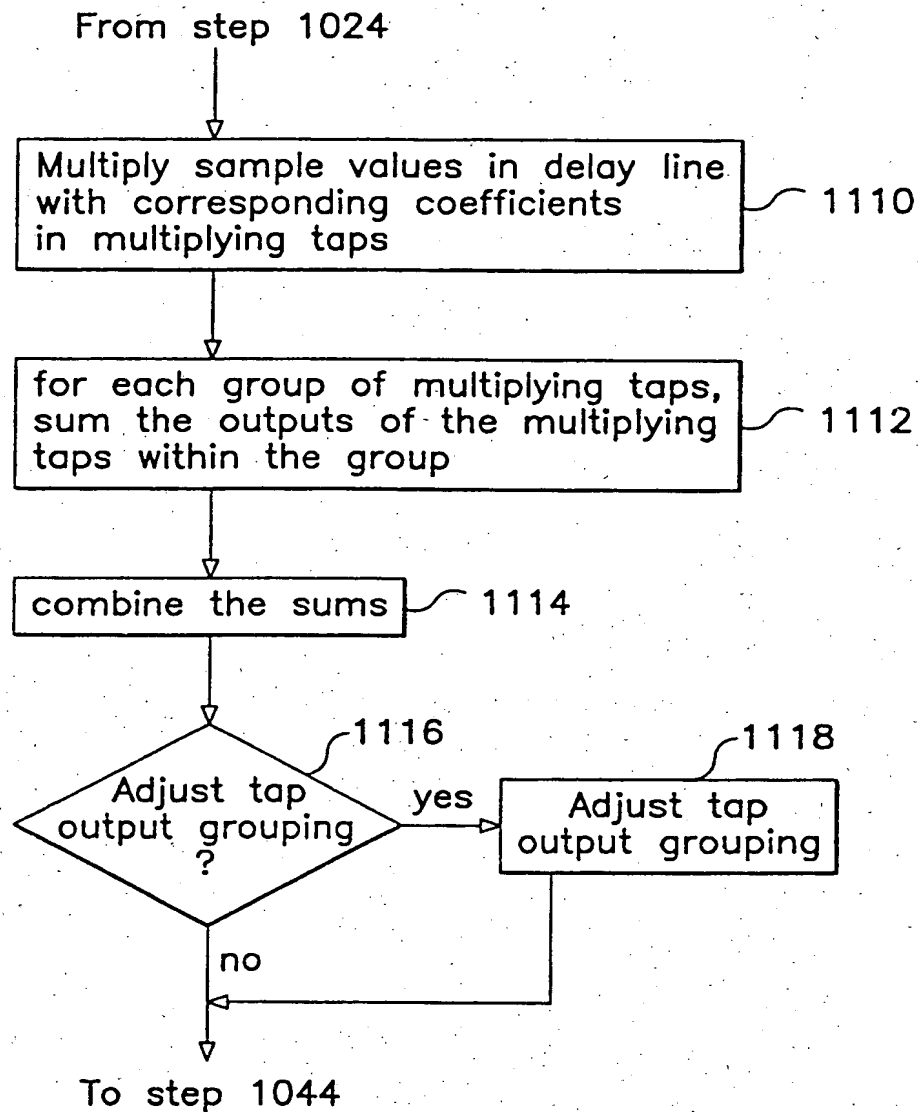 From step 1024
Multiply sample values in delay line
with corresponding coefficients
in multiplying taps
1110
for each group of multiplying taps,
sum the outputs of the multiplying
taps within the group
1112
combine the sums
1114
1116
Adjust tap
output grouping
?
yes
1118
Adjust tap
output grouping
no
To step 1044